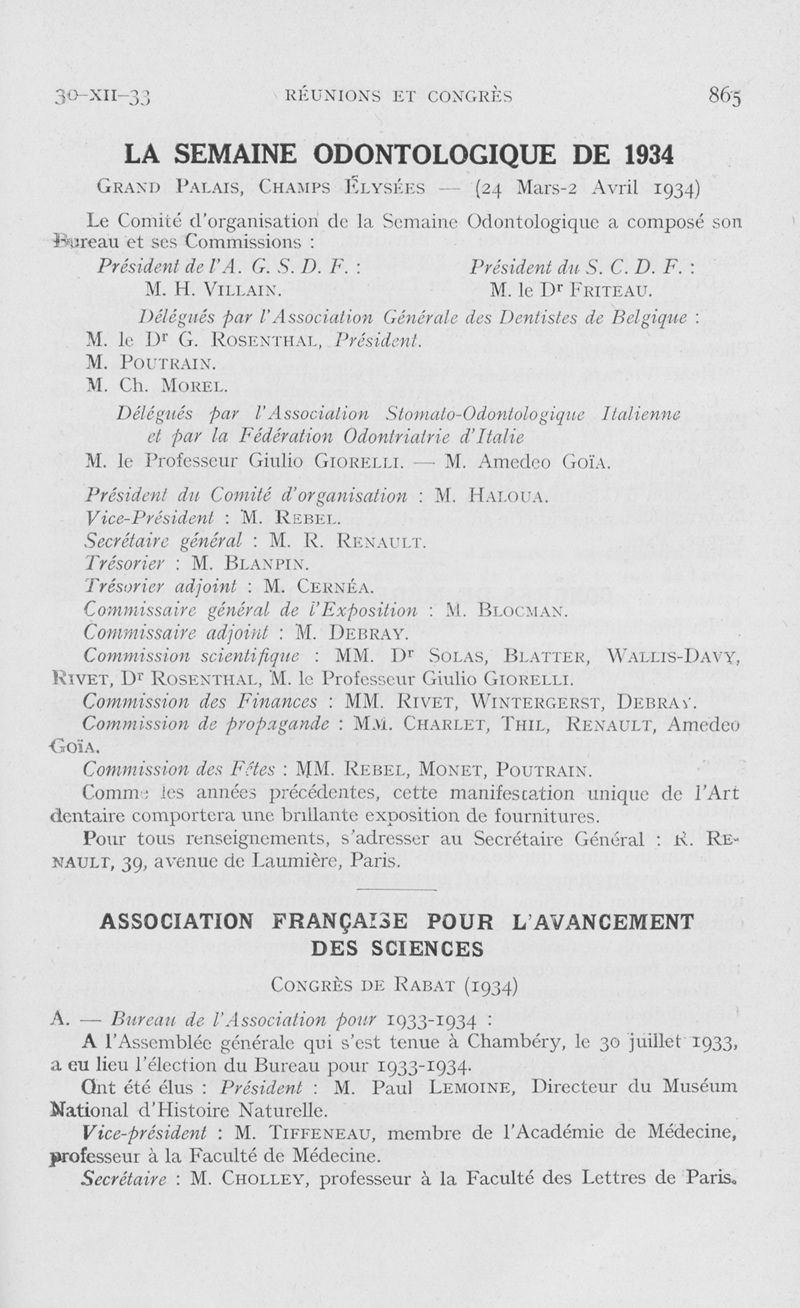 30-XII-33 RÉUNIONS ET CONGRÈS 865
LA SEMAINE ODONTOLOGIQUE DE 1934
GRAND PALAIS, CHAMPS ÉLYSÉES — (24 Mars-2 Avril 1934)
Le Comité d'organisation de la Semaine Odontologique a composé son
Bureau et ses Commissions :
Président de l'A. G. S. D. F. : Président du S. C. D. F. :
M. H. VILLAIN. M. le Dr FRITEAU.
Délégués par l'Association Générale des Dentistes de Belgique :
M. le Dr G. ROSENTHAL, Président.
M. POUTRAIN.
M. Ch. MOREL.
Délégués par l'Association Stomato-Odontologique Italienne
et par la Fédération Odontriatrie d'Italie
M. le Professeur Giulio GIORELLI. — M. Amedeo GOÏA.
Président du Comité d'organisation : M. HALOUA.
Vice-Président : M. REBEL.
Secrétaire général : M. R. RENAULT.
Trésorier : M. BLANPIN.
Trésorier adjoint : M. CERNÉA.
Commissaire général de l'Exposition : M. BLOCMAN.
Commissaire adjoint : M. DEBRAY.
Commission scientifique : MM. Dr SOLAS, BLATTER, WALLIS-DAVY,
RIVET, Dr ROSENTHAL, M. le Professeur Giulio GIORELLI.
Commission des Finances : MM. RIVET, WINTERGERST, DEBRAY.
Commission de propagande : MM. CHARLET, THIL, RENAULT, Amedeo
GOÏA.
Commission des Fêtes : MM. REBEL, MONET, POUTRAIN.
Comme les années précédentes, cette manifestation unique de l'Art
dentaire comportera une brillante exposition de fournitures.
Pour tous renseignements, s'adresser au Secrétaire Général : R. RE-
NAULT, 39, avenue de Laumière, Paris.
ASSOCIATION FRANÇAISE POUR L'AVANCEMENT
DES SCIENCES
CONGRÈS DE RABAT (1934)
A. — Bureau de l'Association pour 1933-1934 :
A l'Assemblée générale qui s'est tenue à Chambéry, le 30 juillet 1933,
a eu lieu l'élection du Bureau pour 1933-1934.
Ont été élus : Président : M. Paul LEMOINE, Directeur du Muséum
National d'Histoire Naturelle.
Vice-président : M. TIFFENEAU, membre de l'Académie de Médecine,
professeur à la Faculté de Médecine.
Secrétaire : M. CHOLLEY, professeur à la Faculté des Lettres de Paris.